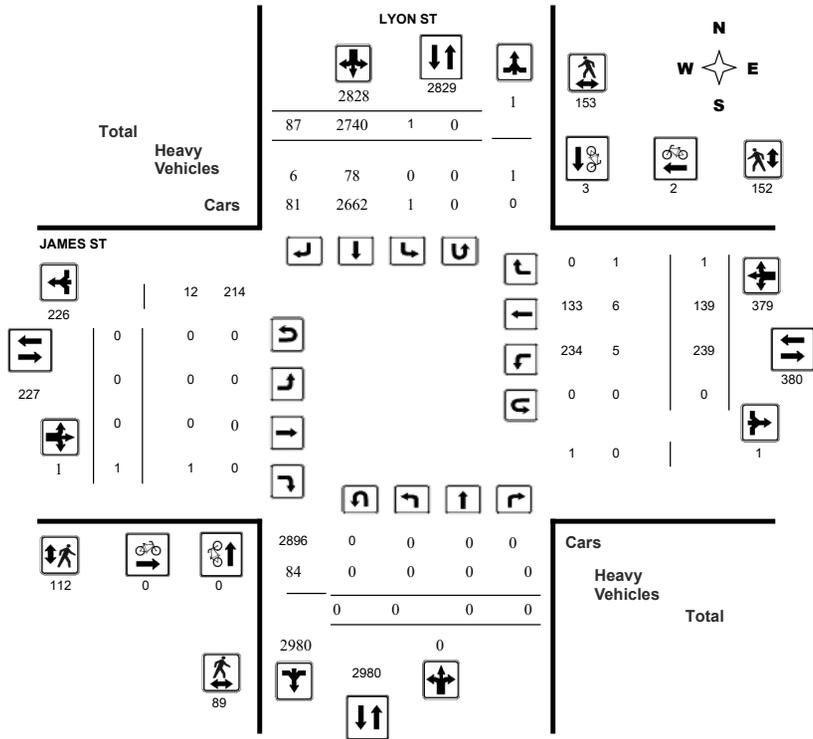 LYON ST
N
W E
S
2828 2829 1 153
Total 87 2740 1 0
Heavy
Vehicles 6 78 0 0 1
3 2 152
Cars 81 2662 1 0 0
JAMES ST
0 1 1
226 12 214
133 6 139 379
0 0 0
234 5 239
227 0 0 0 380
0 0 0
0 0 0
1 1 1 0
1 0 1
2896 0 0 0 0 Cars
84 0 0 0 0 Heavy
Vehicles
112 0 0
0 0 0 0 Total
2980 0
2980
89